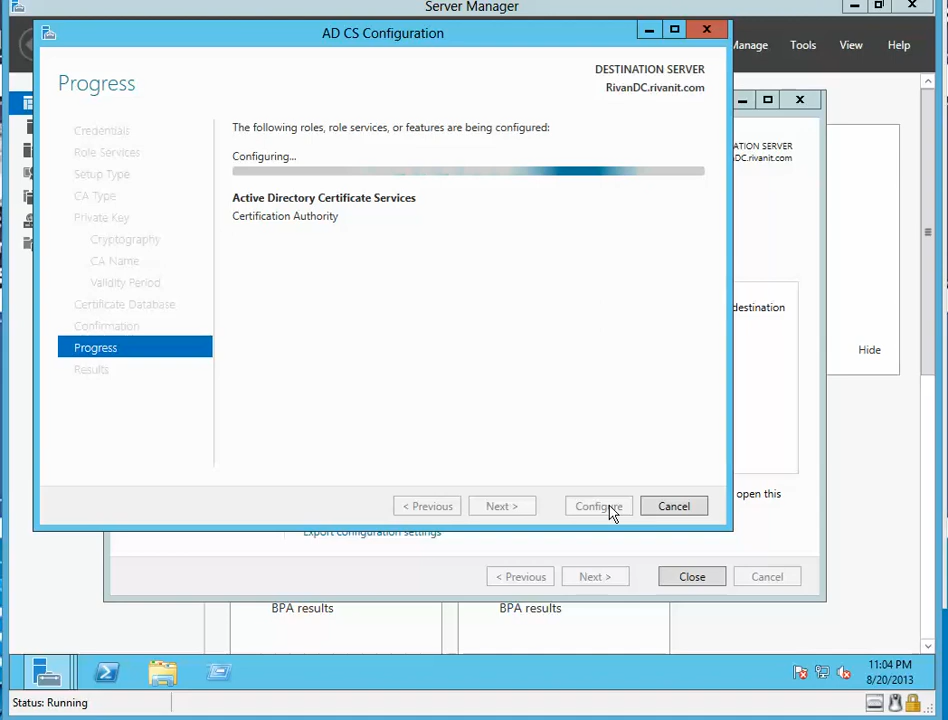 Server Manager
AD CS Configuration
Manage
Tools
View
Help
Progress
DESTINATION SERVER
RivanDC.rivanit.com
ATION SERVER
DC.rivanit.com
Credentials
Role Services
Setup Type
CA Type
Private Key
Cryptography
CA Name
Validity Period
Certificate Database
Confirmation
Progress
Results
The following roles, role services, or features are being configured:
Configuring...
Active Directory Certificate Services
Certification Authority
destination
Hide
open this
< Previous
Next >
Configure
Cancel
Export configuration settings
< Previous
Next >
Close
Cancel
BPA results
BPA results
11:04 PM
8/20/2013
Status: Running